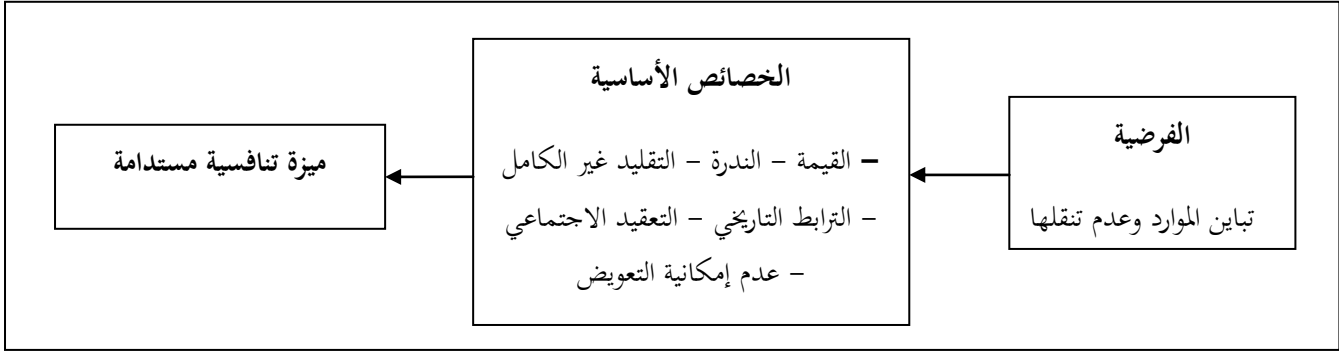 الفرضية
تباين الموارد وعدم تنقلها
الخصائص الأساسية
– القيمة – الندرة – التقليد غير الكامل
– الترابط التاريخي – التعقيد الاجتماعي
– عدم إمكانية التعويض
ميزة تنافسية مستدامة